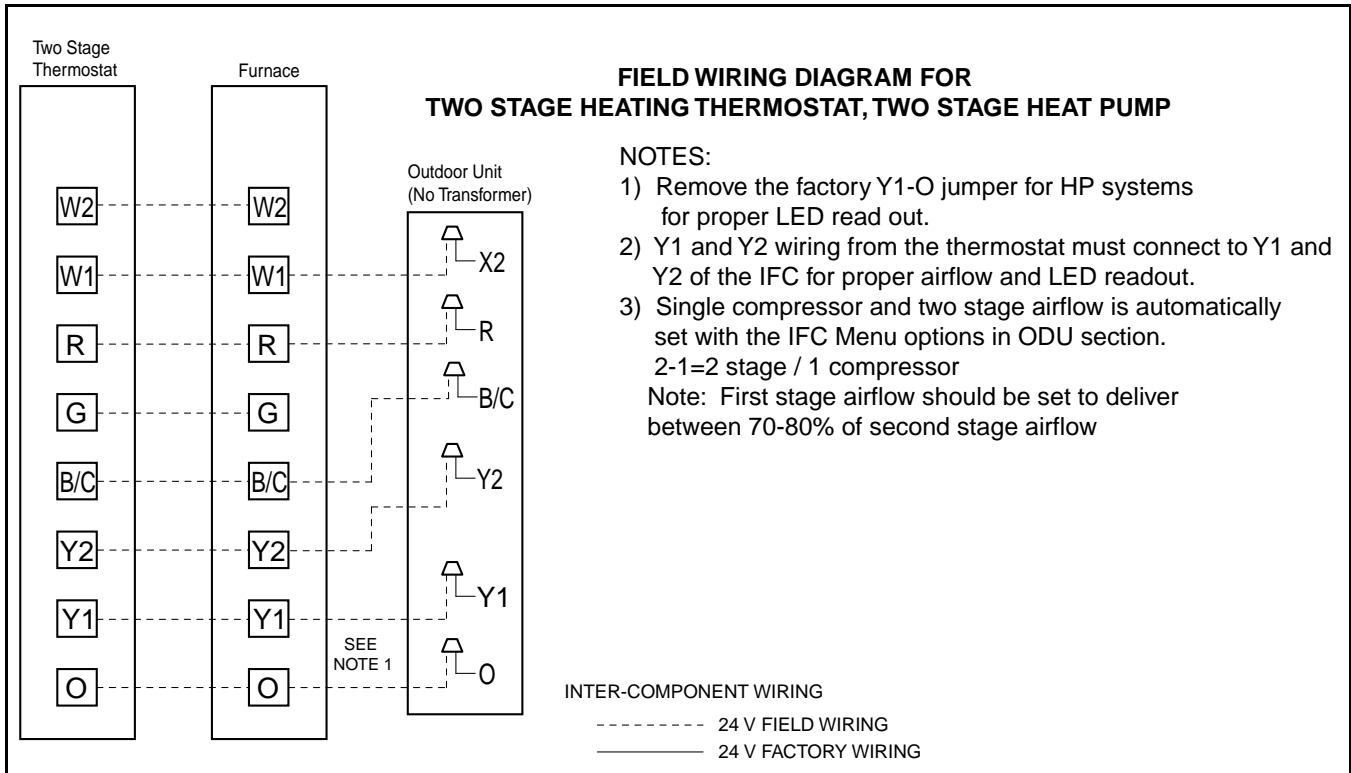 Two Stage
Thermostat
Furnace
FIELD WIRING DIAGRAM FOR
TWO STAGE HEATING THERMOSTAT, TWO STAGE HEAT PUMP
Outdoor Unit
(No Transformer)
NOTES:
1) Remove the factory Y1-O jumper for HP systems
for proper LED read out.
2) Y1 and Y2 wiring from the thermostat must connect to Y1 and
Y2 of the IFC for proper airflow and LED readout.
3) Single compressor and two stage airflow is automatically
set with the IFC Menu options in ODU section.
2-1=2 stage / 1 compressor
Note: First stage airflow should be set to deliver
between 70-80% of second stage airflow
W2
W1
R
G
B/C
Y2
Y1
O
W2
W1
R
G
B/C
Y2
Y1
O
SEE
NOTE 1
X2
R
B/C
Y2
Y1
O
INTER-COMPONENT WIRING
24 V FIELD WIRING
24 V FACTORY WIRING